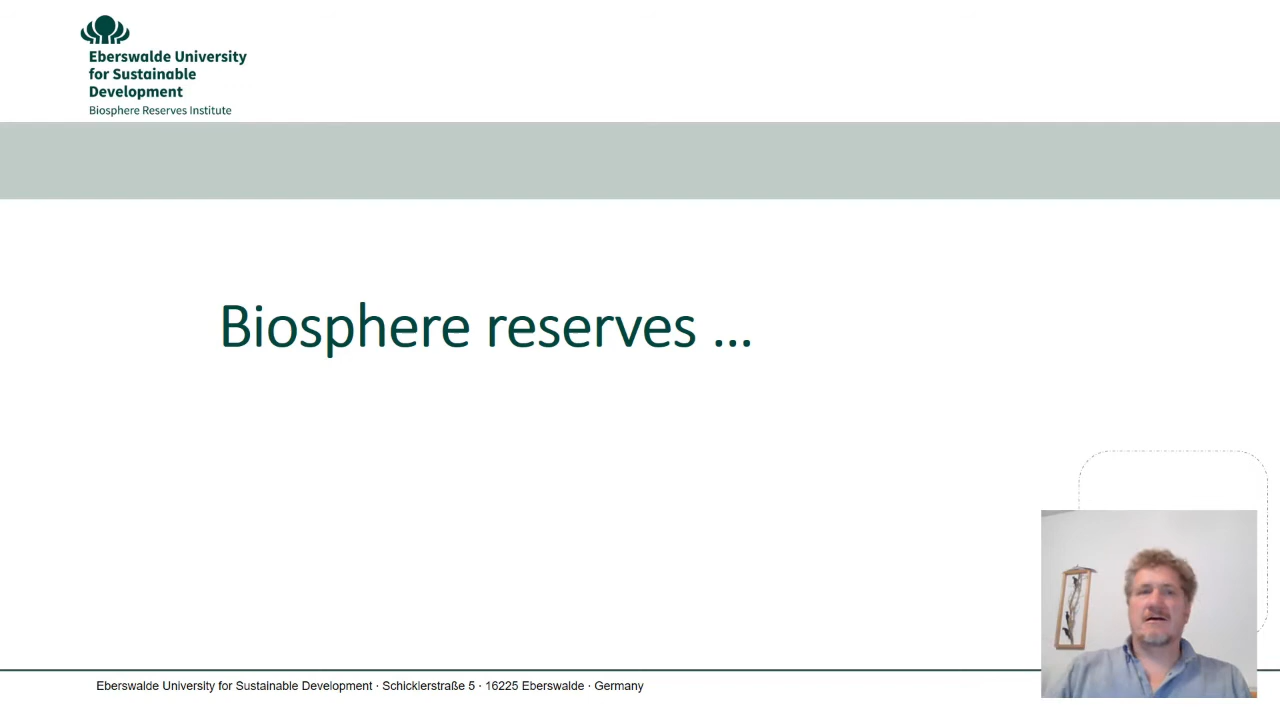 Eberswalde University
for Sustainable
Development
Biosphere Reserves Institute
Biosphere reserves ...
Eberswalde University for Sustainable Development · Schicklerstraße 5 · 16225 Eberswalde · Germany